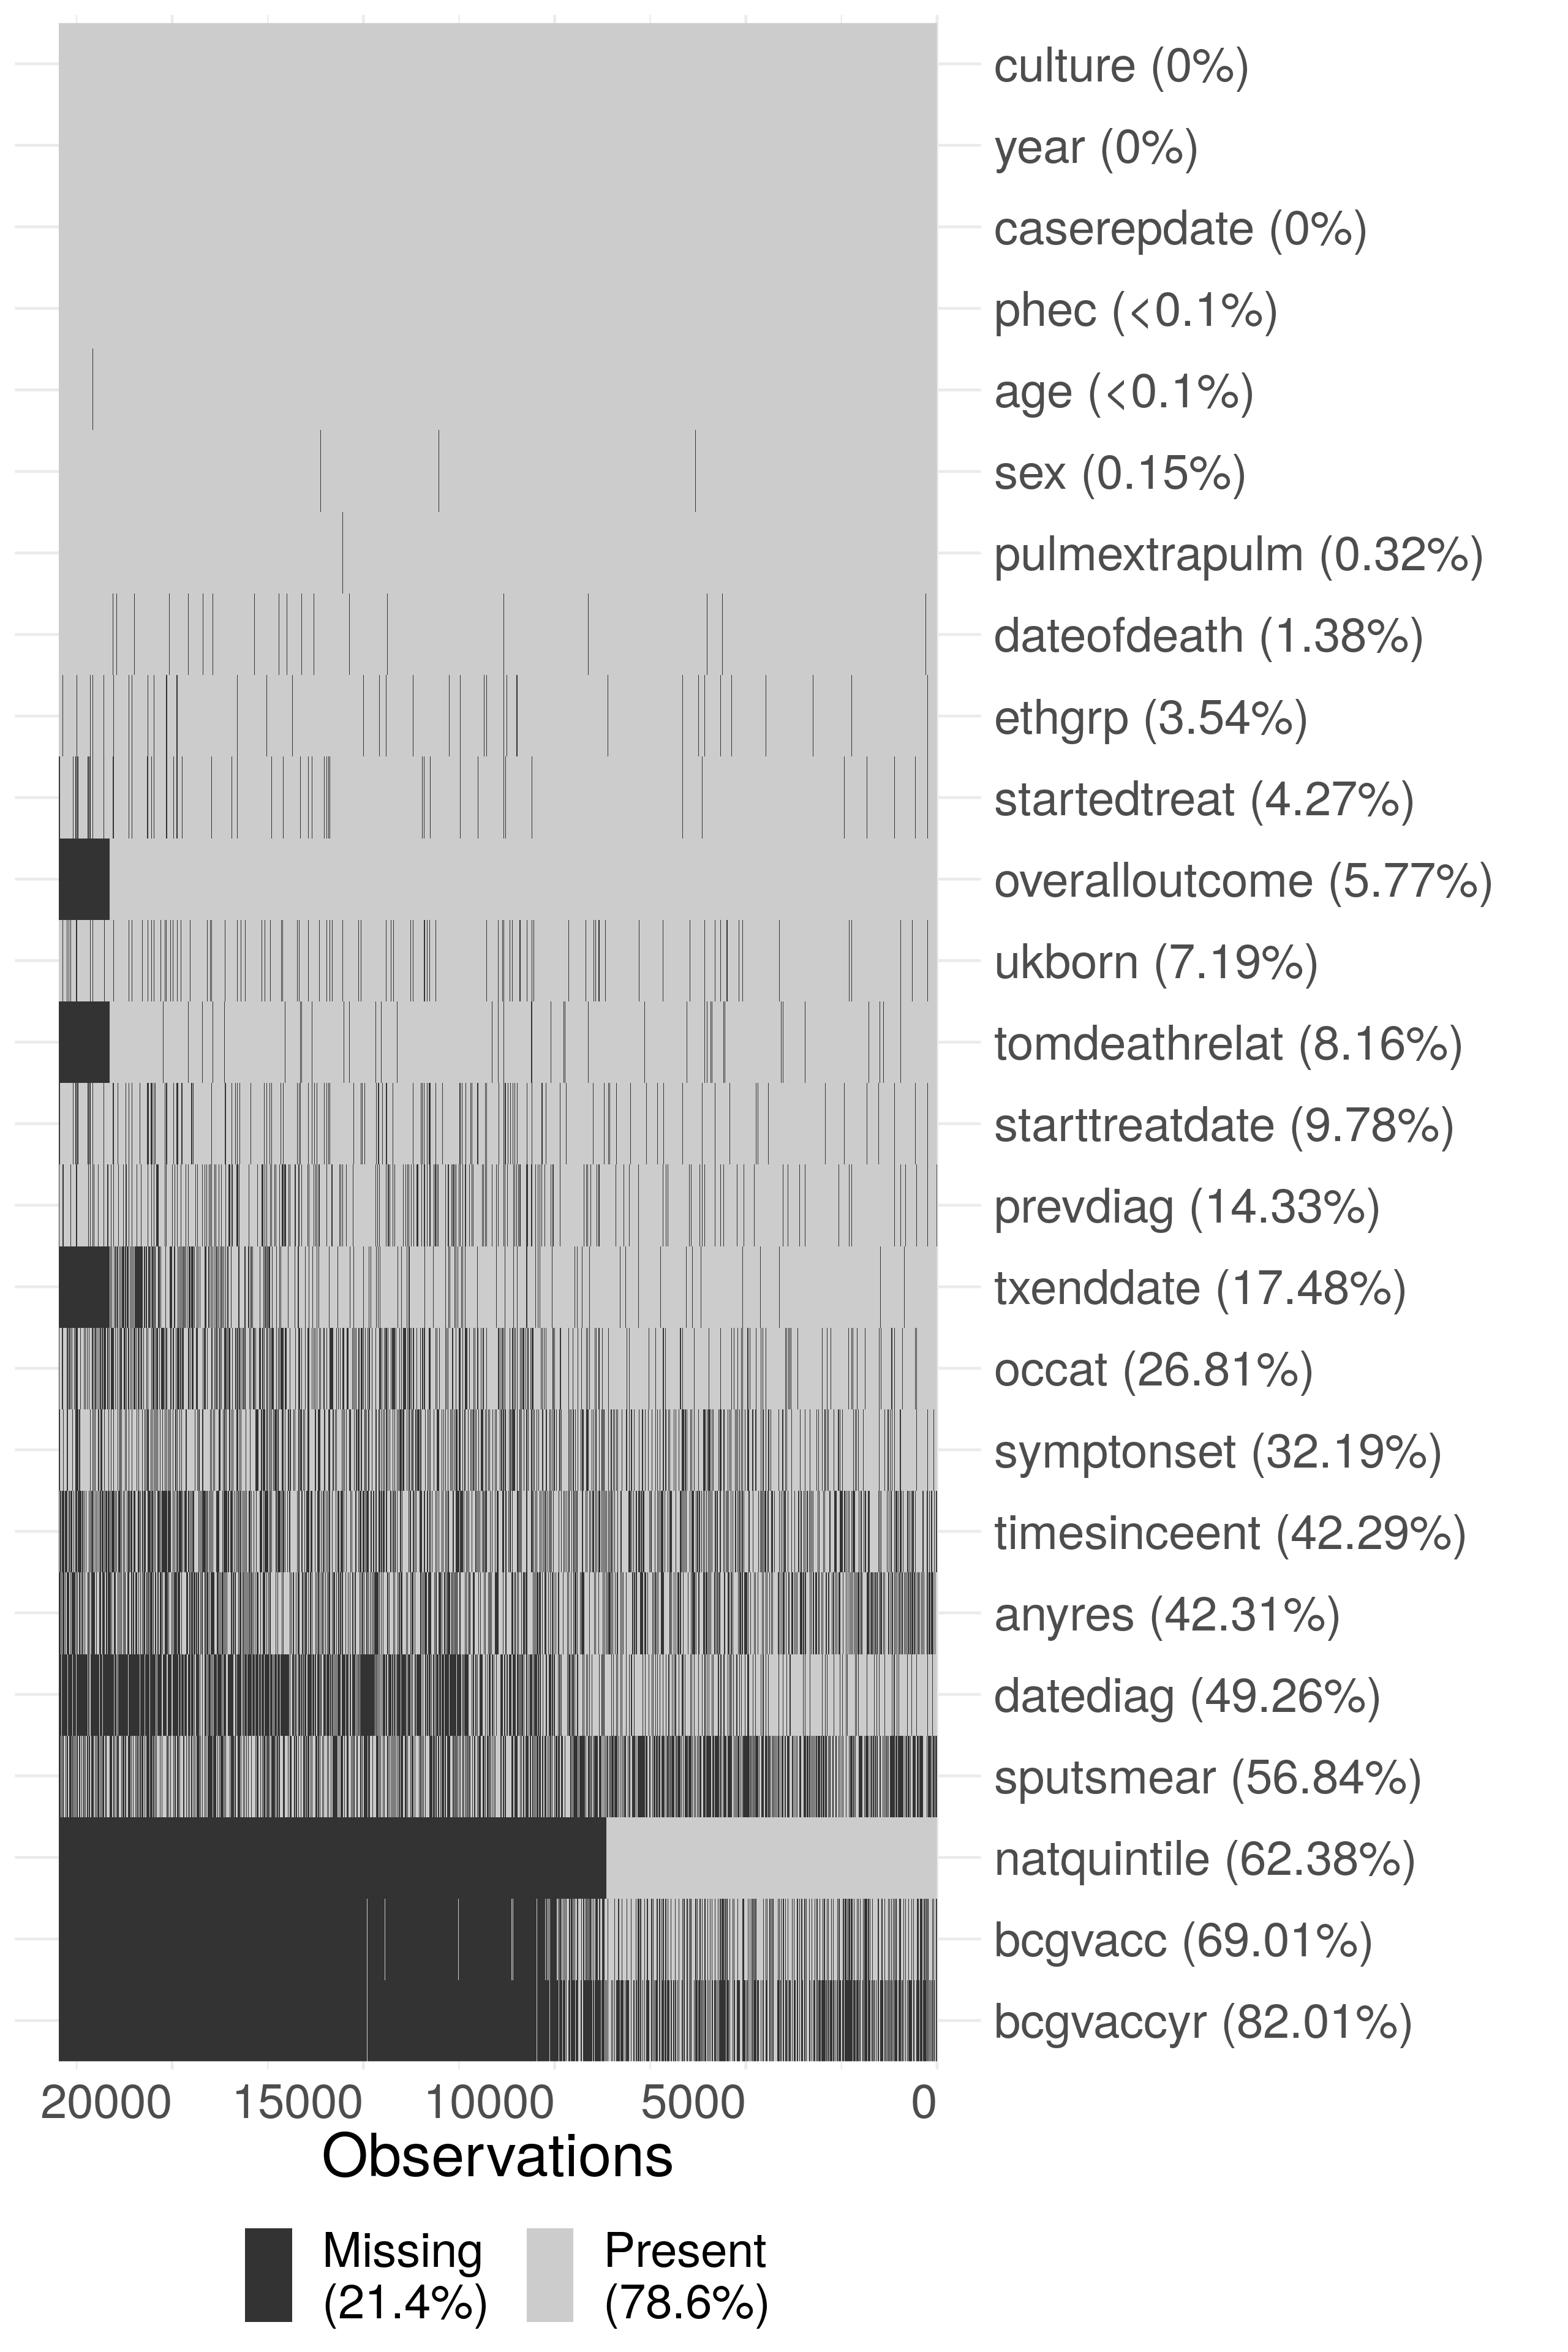 culture (0%)
year (0%)
caserepdate (0%)
phec (<0.1%)
age (<0.1%)
sex (0.15%)
pulmextrapulm (0.32%)
dateofdeath (1.38%)
ethgrp (3.54%)
startedtreat (4.27%)
overalloutcome (5.77%)
ukborn (7.19%)
tomdeathrelat (8.16%)
starttreatdate (9.78%)
prevdiag (14.33%)
txenddate (17.48%)
occat (26.81%)
symptonset (32.19%)
timesinceent (42.29%)
anyres (42.31%)
datediag (49.26%)
sputsmear (56.84%)
natquintile (62.38%)
bcgvacc (69.01%)
bcgvaccyr (82.01%)
20000 15000 10000 5000 0
Observations
Missing
(21.4%)
Present
(78.6%)